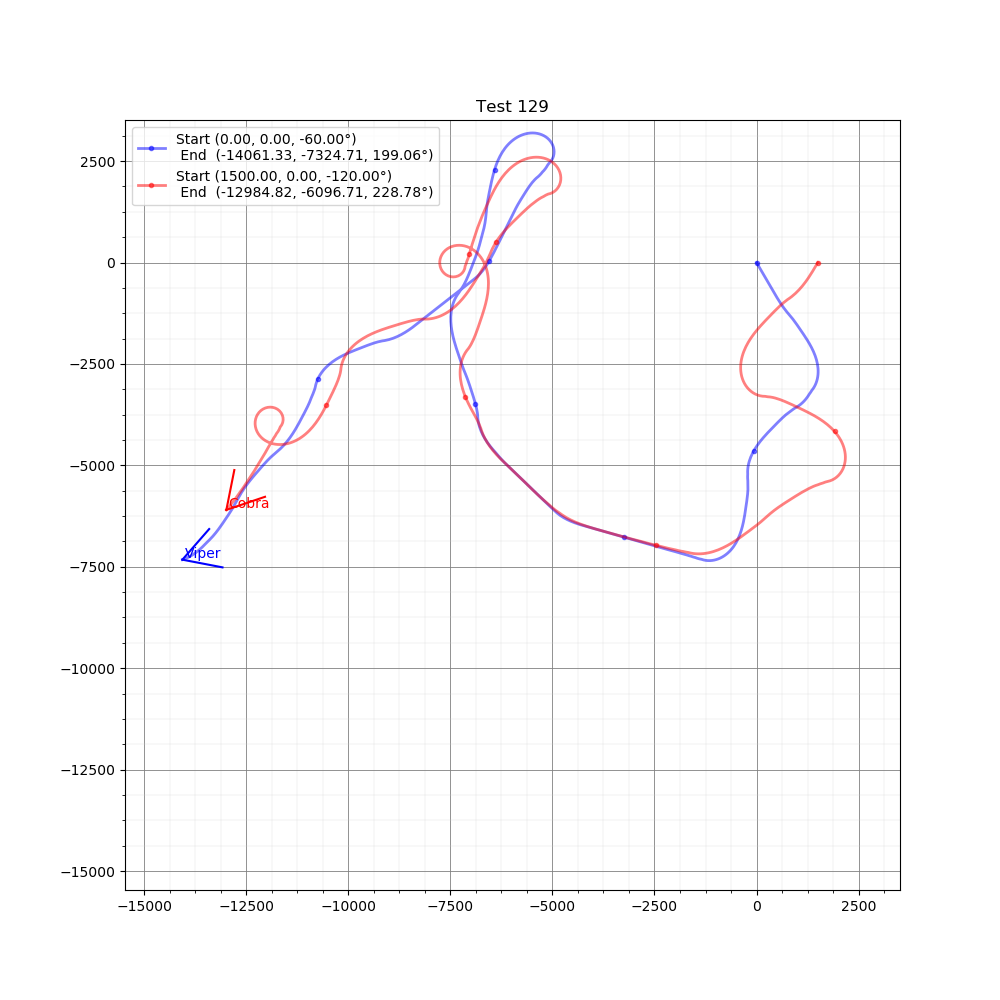 Test 129
Start (0.00, 0.00, -60.00°)
End (-14061.33, -7324.71, 199.06°)
Start (1500.00, 0.00, -120.00°)
End (-12984.82, -6096.71, 228.78°)
2500
0
−2500
−5000
−7500
−10000
−12500
−15000
Cobra
Viper
−15000 −12500 −10000 −7500 −5000 −2500 0 2500